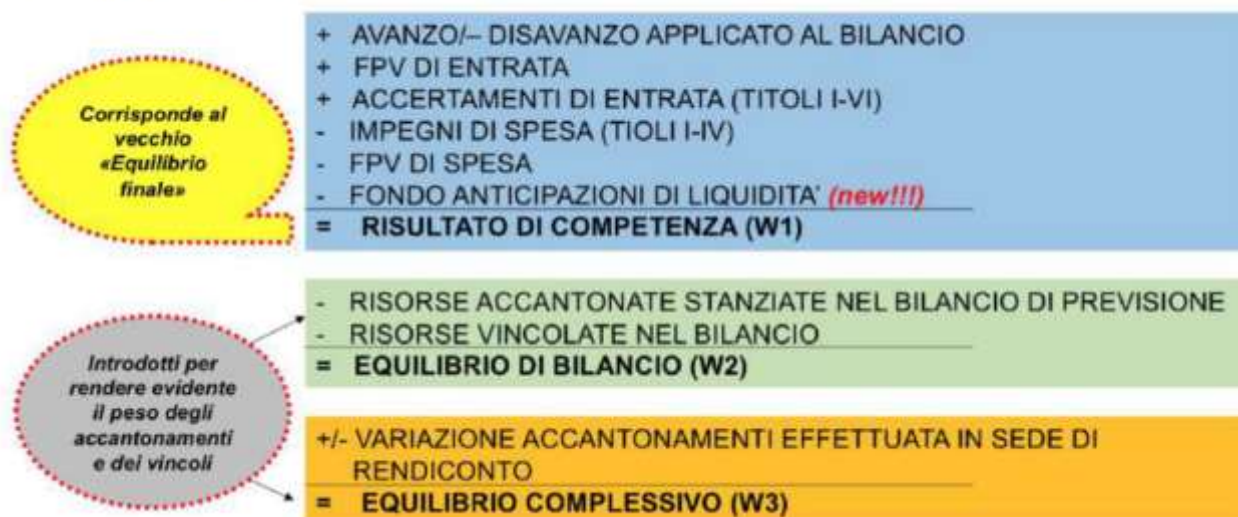 Corrisponde al
vecchio
«Equilibrio
finale»
+ AVANZO/– DISAVANZO APPLICATO AL BILANCIO
+ FPV DI ENTRATA
+ ACCERTAMENTI DI ENTRATA (TITOLI I-VI)
- IMPEGNI DI SPESA (TIOLI I-IV)
- FPV DI SPESA
- FONDO ANTICIPAZIONI DI LIQUIDITA' (new!!!)
= RISULTATO DI COMPETENZA (W1)
Introdotti per
rendere evidente
il peso degli
accantonamenti
e dei vincoli
- RISORSE ACCANTONATE STANZIATE NEL BILANCIO DI PREVISIONE
- RISORSE VINCOLATE NEL BILANCIO
= EQUILIBRIO DI BILANCIO (W2)
+/- VARIAZIONE ACCANTONAMENTI EFFETTUATA IN SEDE DI
RENDICONTO
= EQUILIBRIO COMPLESSIVO (W3)